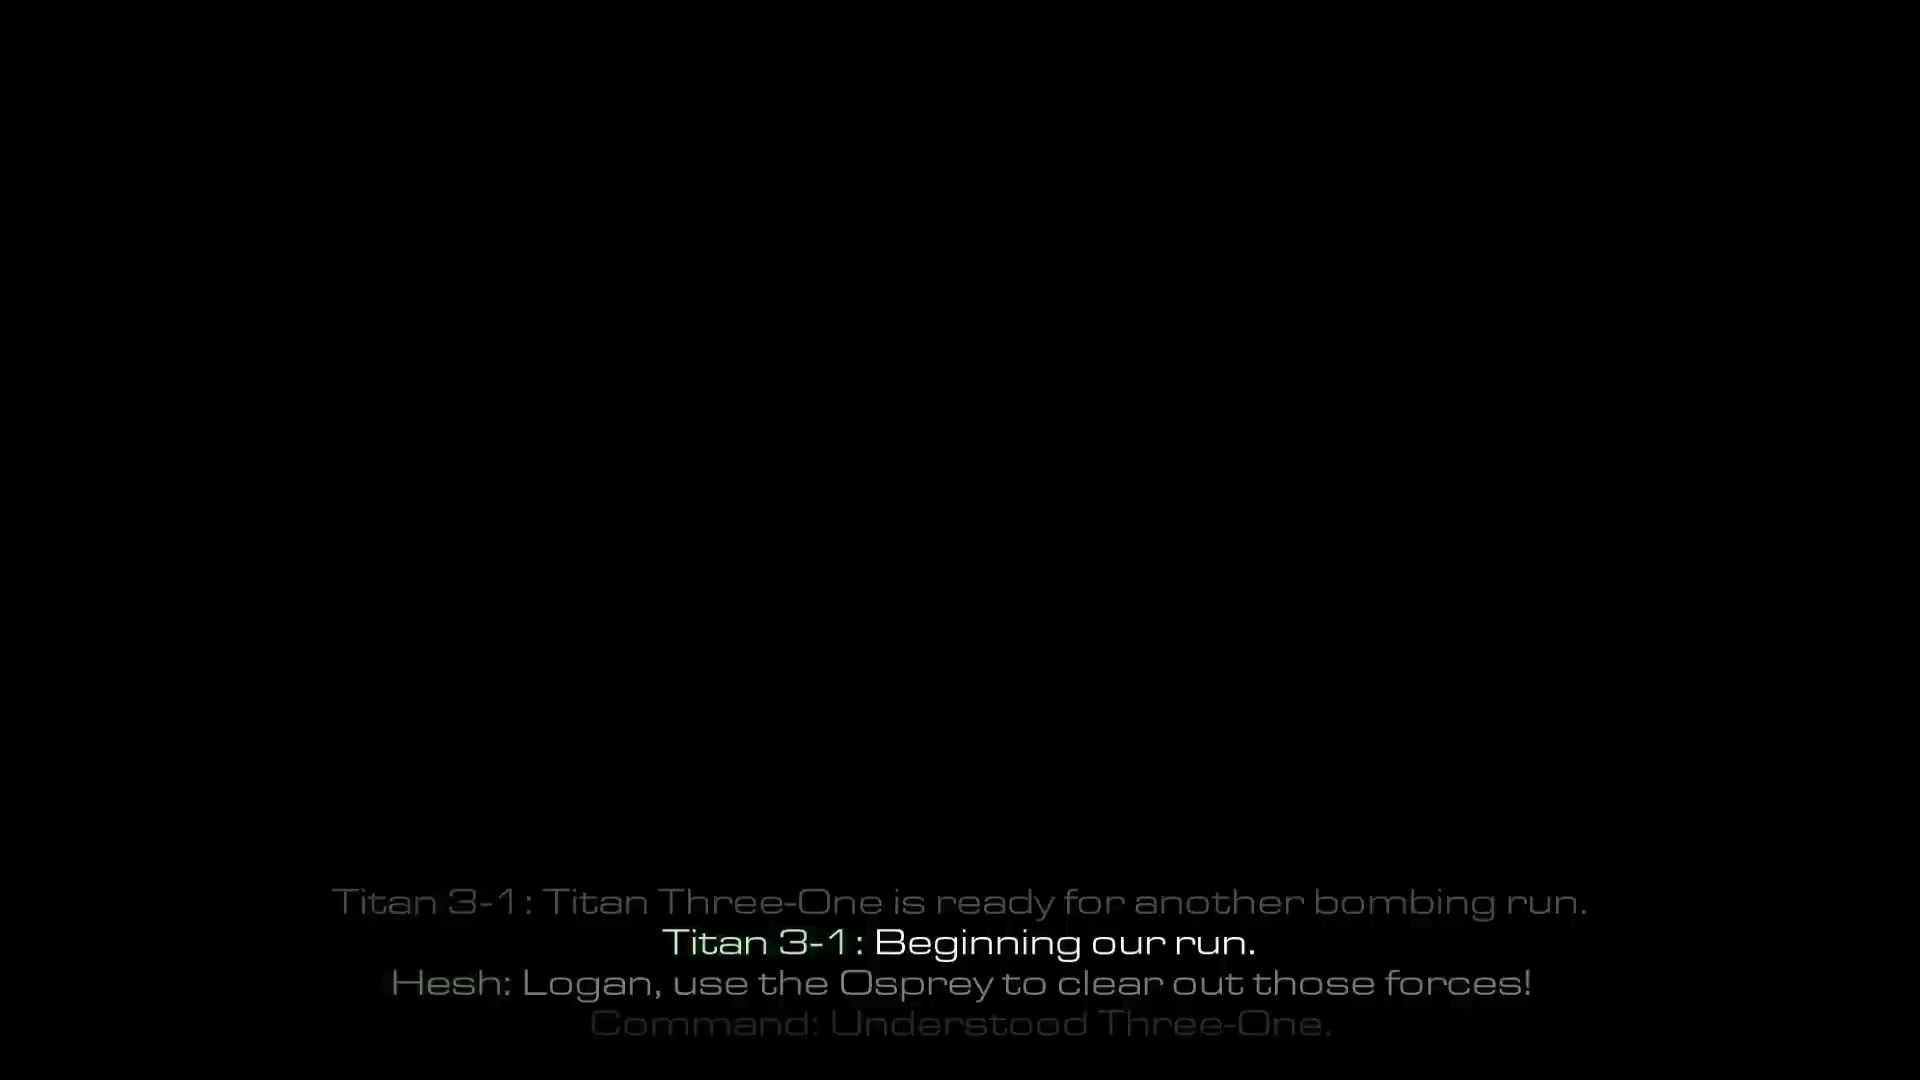 Titan 3-1: Titan Three-One is ready for another bombing run.
Titan 3-1: Beginning our run.
Hesh: Logan, use the Osprey to clear out those forces!
Command: Understood Three-One.